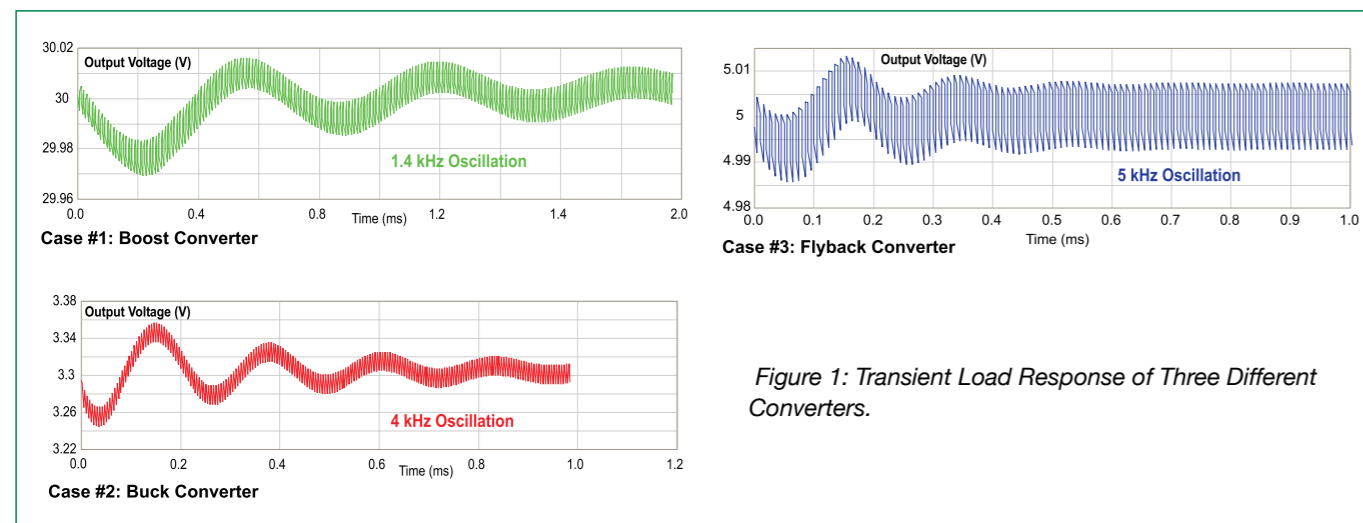 30.02
Output Voltage (V)
30
29.98
1.4 kHz Oscillation
29.96
0.0 0.4 0.8 1.2 1.4 2.0
Time (ms)
Case #1: Boost Converter
Output Voltage (V)
5.01
5
4.99
5 kHz Oscillation
4.98
0.0 0.1 0.2 0.3 0.4 0.5 0.6 0.7 0.8 0.9 1.0
Time (ms)
Case #3: Flyback Converter
3.38
Output Voltage (V)
3.34
3.3
3.26
4 kHz Oscillation
3.22
0.0 0.2 0.4 0.6 0.8 1.0 1.2
Time (ms)
Case #2: Buck Converter
Figure 1: Transient Load Response of Three Different
Converters.